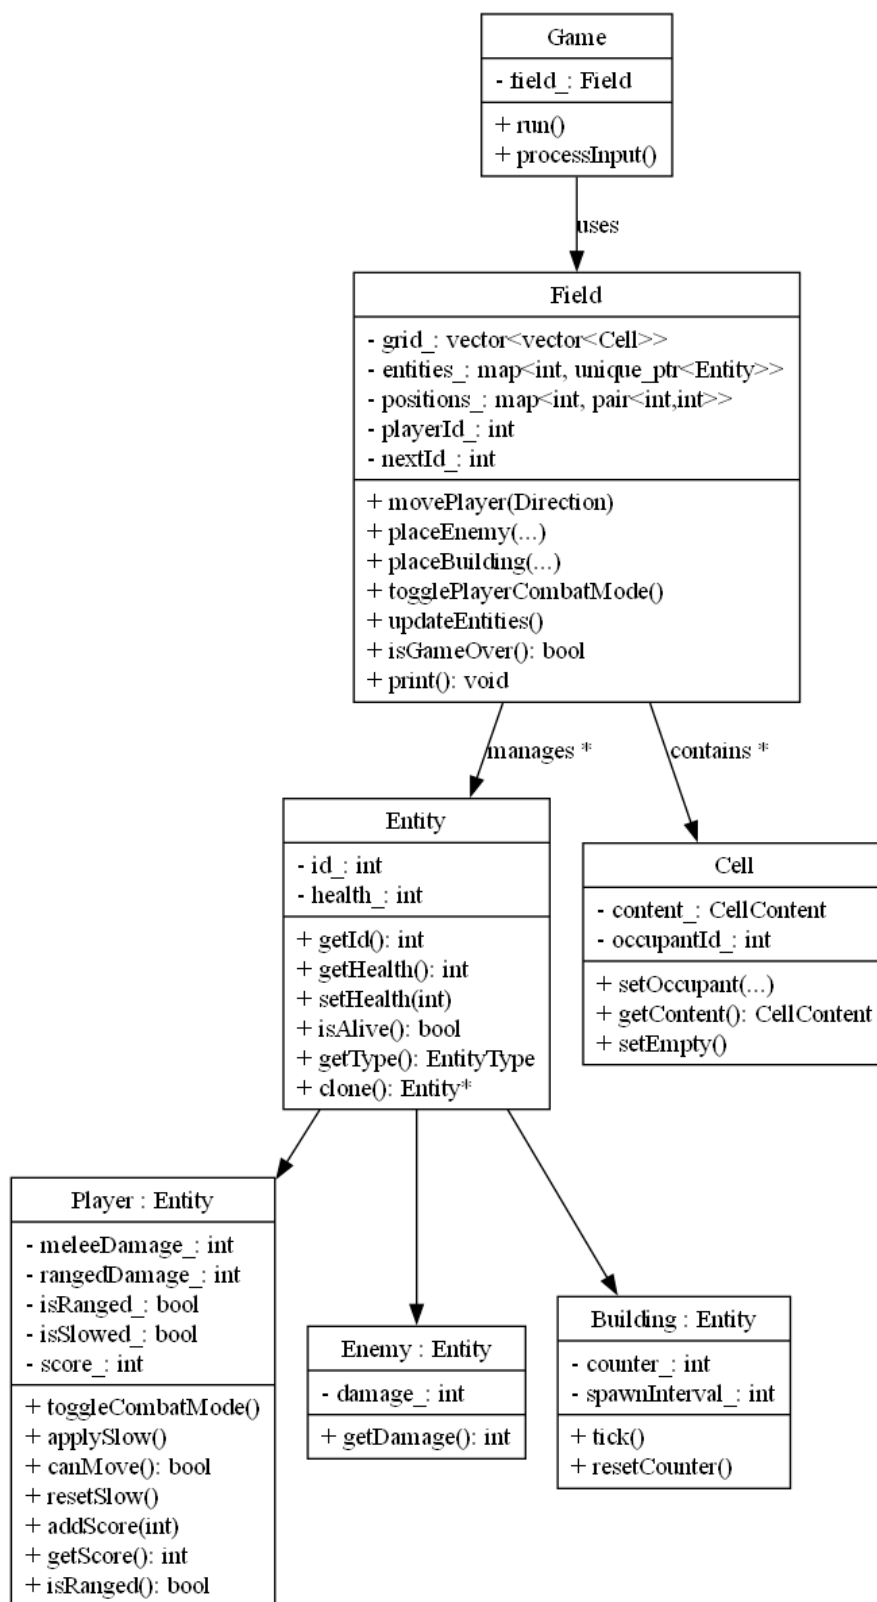 Game
- field_: Field
+ run()
+ processInput()
uses
Field
- grid_: vector<vector<Cell>>
- entities_: map<int, unique_ptr<Entity>>
- positions_: map<int, pair<int,int>>
- playerId_: int
- nextId_: int
+ movePlayer(Direction)
+ placeEnemy(...)
+ placeBuilding(...)
+ togglePlayerCombatMode()
+ updateEntities()
+ isGameOver(): bool
+ print(): void
manages *
contains *
Entity
- id_: int
- health_: int
+ getId(): int
+ getHealth(): int
+ setHealth(int)
+ isAlive(): bool
+ getType(): EntityType
+ clone(): Entity*
Cell
- content_: CellContent
- occupantId_: int
+ setOccupant(...)
+ getContent(): CellContent
+ setEmpty()
Player : Entity
- meleeDamage_: int
- rangedDamage_: int
- isRanged_: bool
- isSlowed_: bool
- score_: int
+ toggleCombatMode()
+ applySlow()
+ canMove(): bool
+ resetSlow()
+ addScore(int)
+ getScore(): int
+ isRanged(): bool
Enemy : Entity
- damage_: int
+ getDamage(): int
Building : Entity
- counter_: int
- spawnInterval_: int
+ tick()
+ resetCounter()